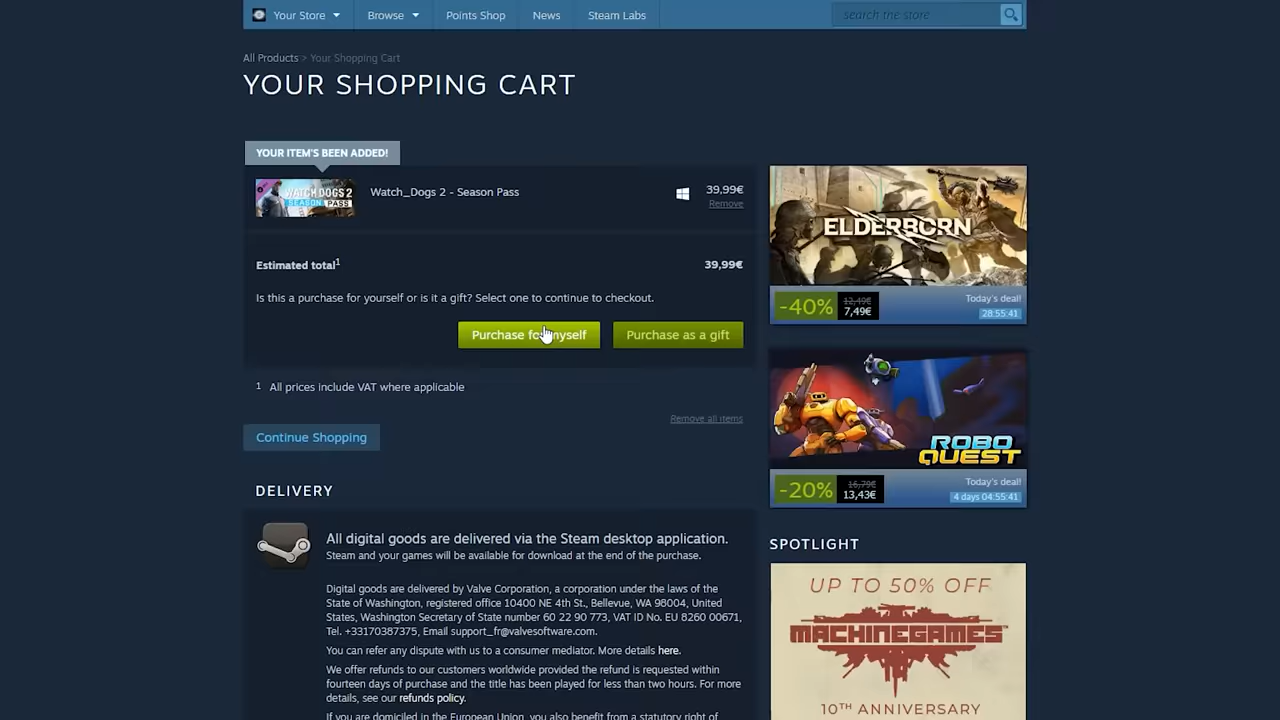 Your Store
Browse
Points Shop
News
Steam Labs
search the store
All Products > Your Shopping Cart
YOUR SHOPPING CART
YOUR ITEM'S BEEN ADDED!
WATCH DOGS 2
SEASON PASS
Watch_Dogs 2 - Season Pass
39,99€
Remove
Estimated total1
39,99€
Is this a purchase for yourself or is it a gift? Select one to continue to checkout.
Purchase for myself
Purchase as a gift
1 All prices include VAT where applicable
Remove all items
Continue Shopping
DELIVERY
All digital goods are delivered via the Steam desktop application.
Steam and your games will be available for download at the end of the purchase.
Digital goods are delivered by Valve Corporation, a corporation under the laws of the
State of Washington, registered office 10400 NE 4th St., Bellevue, WA 98004, United
States, Washington Secretary of State number 60 22 90 773, VAT ID No. EU 8260 00671,
Tel. +33170387375, Email support_fr@valvesoftware.com.
You can refer any dispute with us to a consumer mediator. More details here.
We offer refunds to our customers worldwide provided the refund is requested within
fourteen days of purchase and the title has been played for less than two hours. For more
details, see our refunds policy.
If you are domiciled in the European Union, you also benefit from a statutory right of
ELDERBORN
-40%
12,49€
7,49€
Today's deal!
28:55:41
ROBO
QUEST
-20%
16,79€
13,43€
Today's deal!
4 days 04:55:41
SPOTLIGHT
UP TO 50% OFF
MACHINEGAMES
10TH ANNIVERSARY